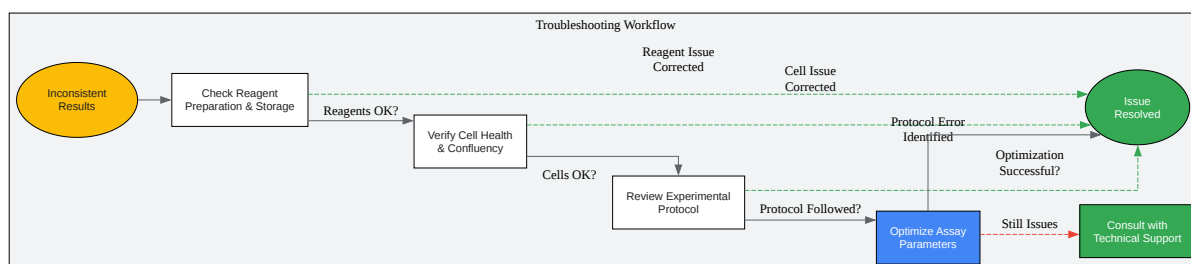 Troubleshooting Workflow
Reagent Issue
Corrected
Cell Issue
Corrected
Inconsistent
Results
Check Reagent
Preparation & Storage
Reagents OK?
Verify Cell Health
& Confluency
Cells OK?
Review Experimental
Protocol
Protocol Followed?
Protocol Error
Identified
Issue
Resolved
Optimization
Successful?
Optimize Assay
Parameters
Still Issues
Consult with
Technical Support